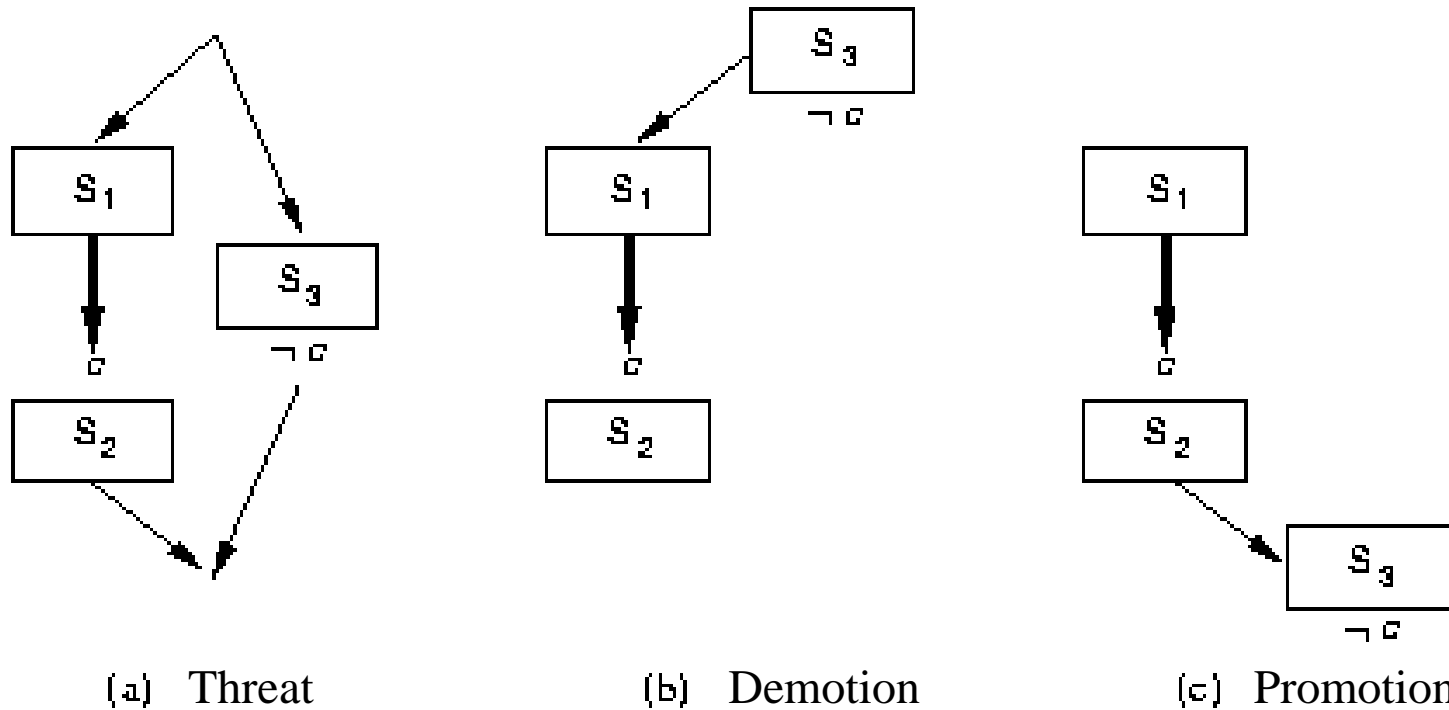 S1
S3
¬ c
c
S2
(a) Threat
S3
¬ c
S1
c
S2
(b) Demotion
S1
c
S2
S3
¬ c
(c) Promotion